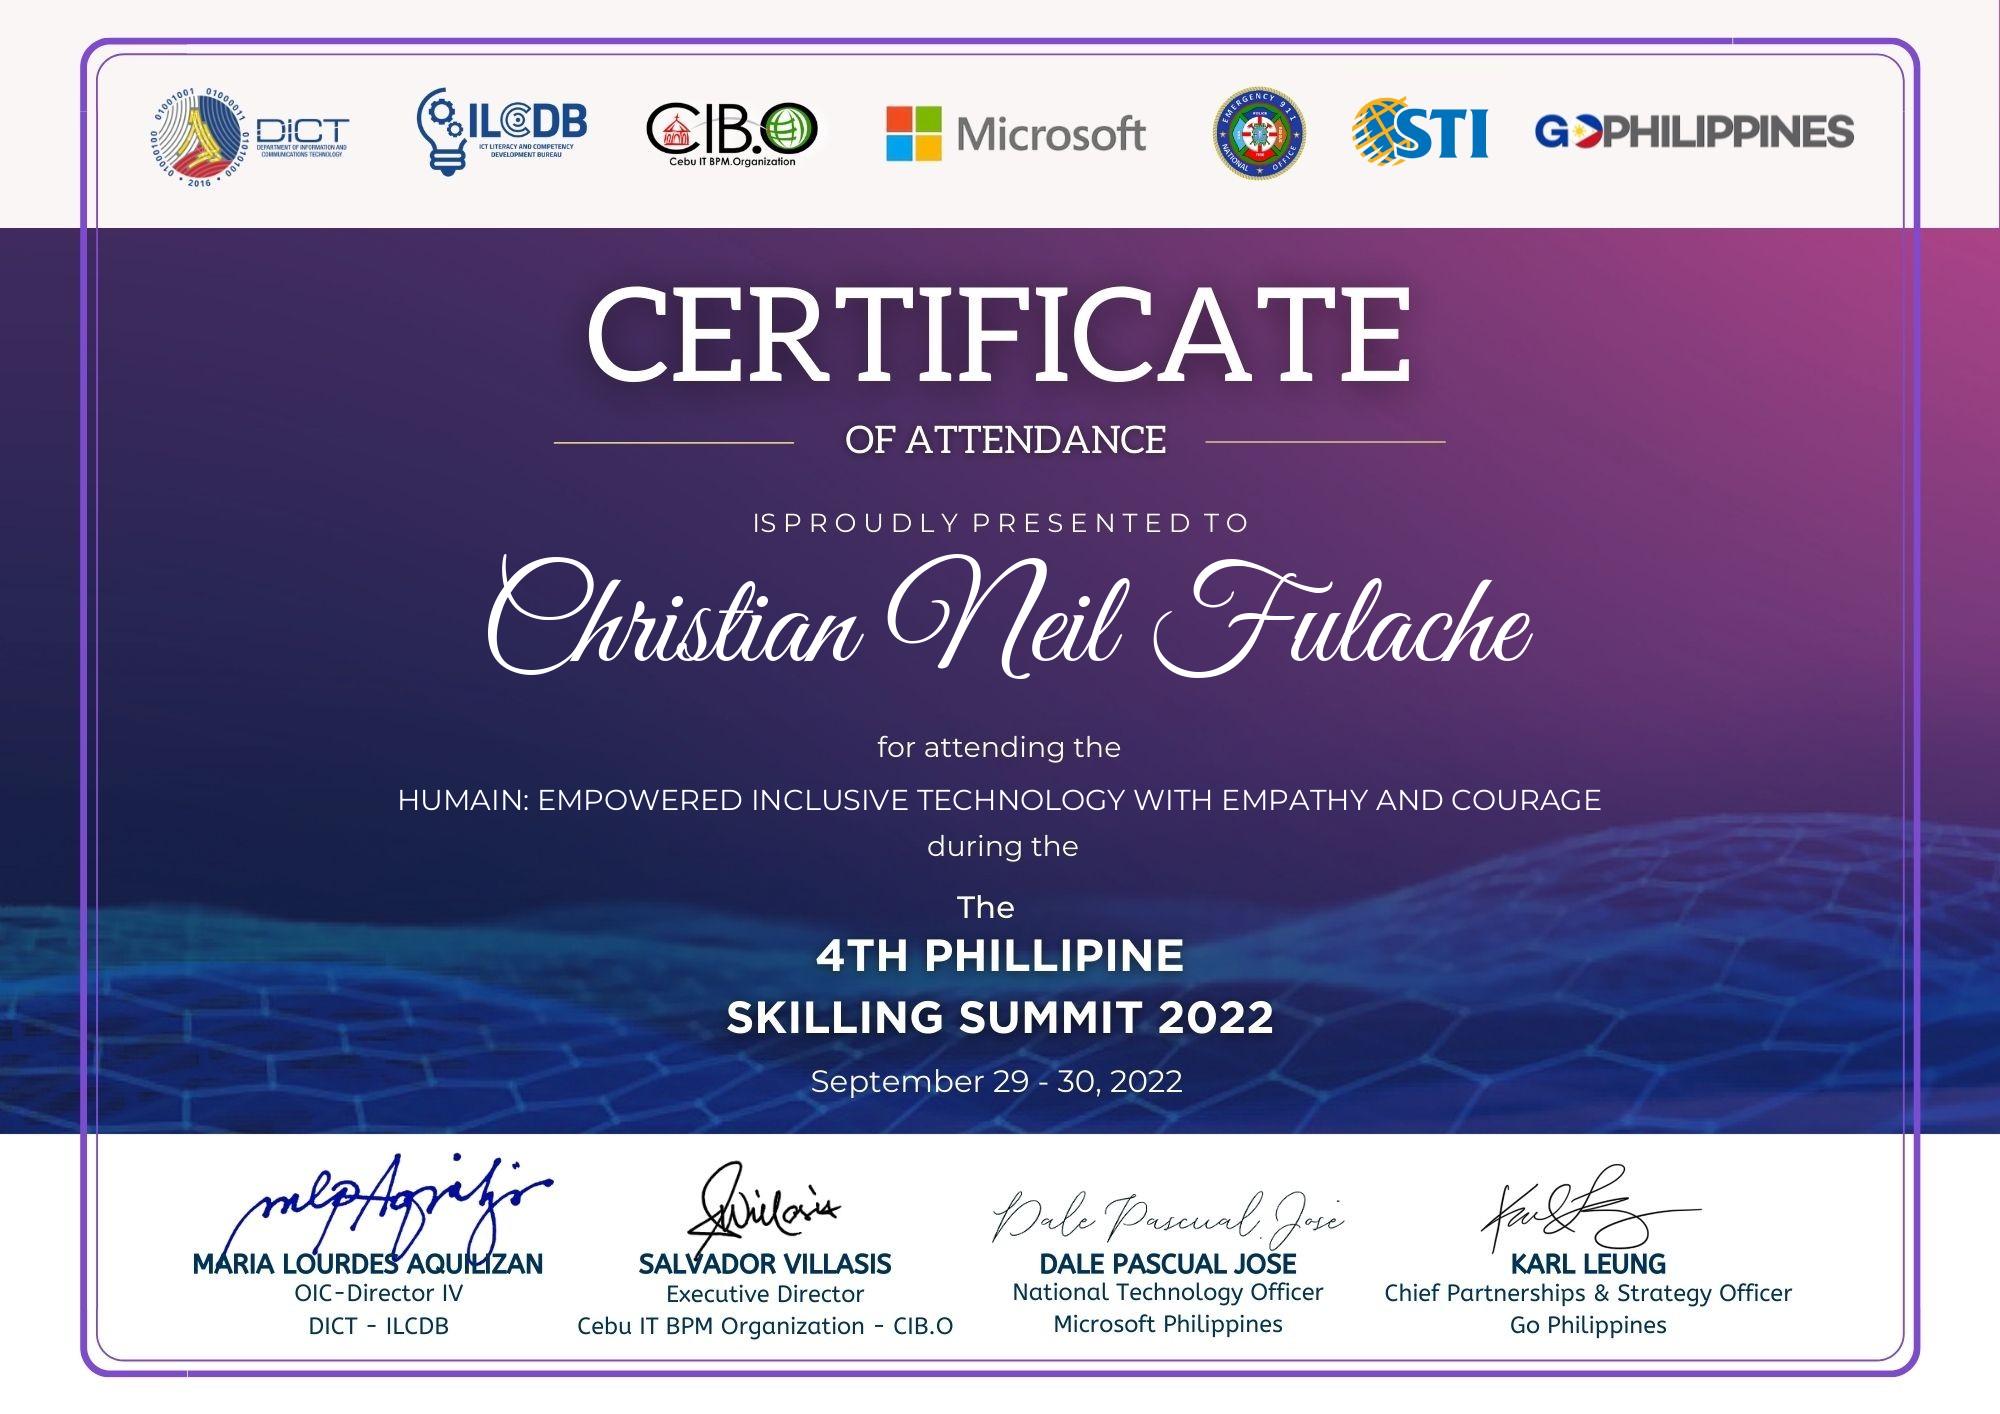 DICT
DEPARTMENT OF INFORMATION AND
COMMUNICATIONS TECHNOLOGY
2016
ILCDB
ICT LITERACY AND COMPETENCY
DEVELOPMENT BUREAU
CIB.O
Cebu IT BPM.Organization
Microsoft
EMERGENCY 911
NATIONAL OFFICE
STI
GOPHILIPPINES
CERTIFICATE
OF ATTENDANCE
IS PROUDLY PRESENTED TO
Christian Neil Fulache
for attending the
HUMAIN: EMPOWERED INCLUSIVE TECHNOLOGY WITH EMPATHY AND COURAGE
during the
The
4TH PHILLIPINE
SKILLING SUMMIT 2022
September 29 - 30, 2022
Dale Pascual Jose
MARIA LOURDES AQUILIZAN
OIC-Director IV
DICT - ILCDB
SALVADOR VILLASIS
Executive Director
Cebu IT BPM Organization - CIB.O
DALE PASCUAL JOSE
National Technology Officer
Microsoft Philippines
KARL LEUNG
Chief Partnerships & Strategy Officer
Go Philippines